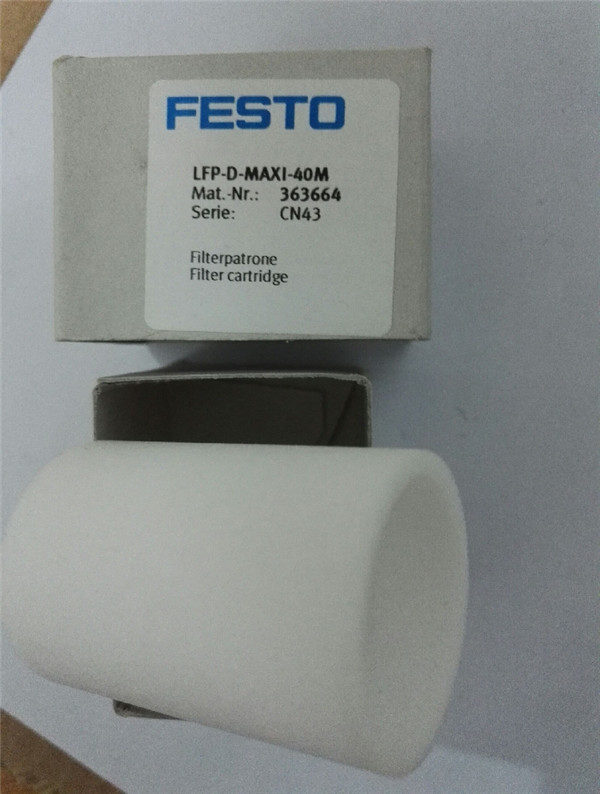 FESTO
LFP-D-MAXI-40M
Mat.-Nr.: 363664
Serie: CN43
Filterpatrone
Filter cartridge